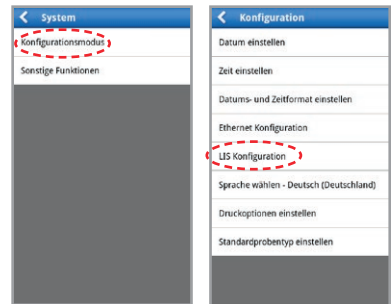 System
Konfigurationsmodus
Sonstige Funktionen
Konfiguration
Datum einstellen
Zeit einstellen
Datums- und Zeitformat einstellen
Ethernet Konfiguration
LIS Konfiguration
Sprache wählen - Deutsch (Deutschland)
Druckoptionen einstellen
Standardprobentyp einstellen